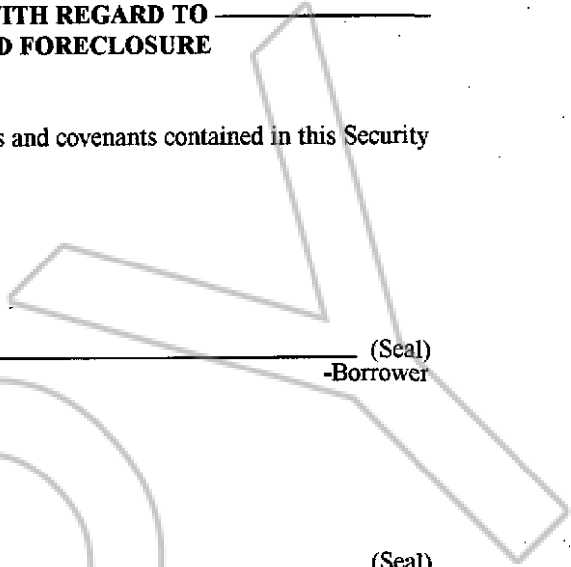 ITH REGARD TO
D FORECLOSURE
s and covenants contained in this Security
(Seal)
-Borrower
(Seal)